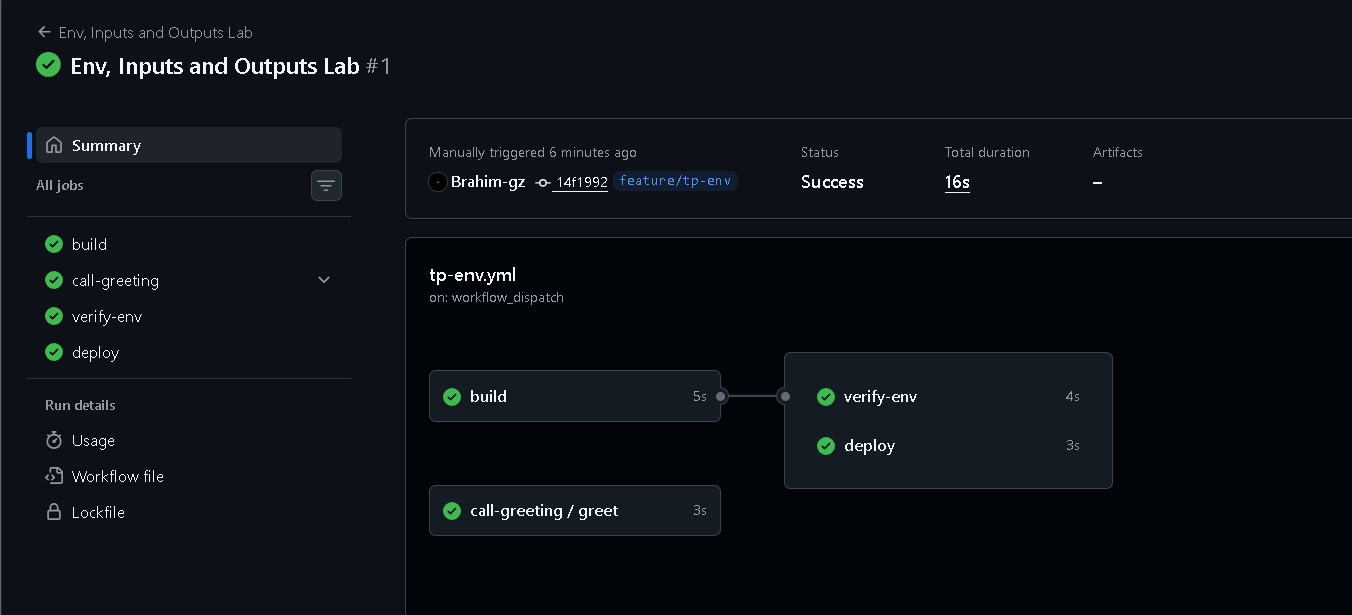 Env, Inputs and Outputs Lab
Env, Inputs and Outputs Lab #1
Summary
All jobs
build
call-greeting
verify-env
deploy
Run details
Usage
Workflow file
Lockfile
Manually triggered 6 minutes ago
Brahim-gz 14f1992 feature/tp-env
Status
Success
Total duration
16s
Artifacts
–
tp-env.yml
on: workflow_dispatch
build 5s
verify-env 4s
deploy 3s
call-greeting / greet 3s